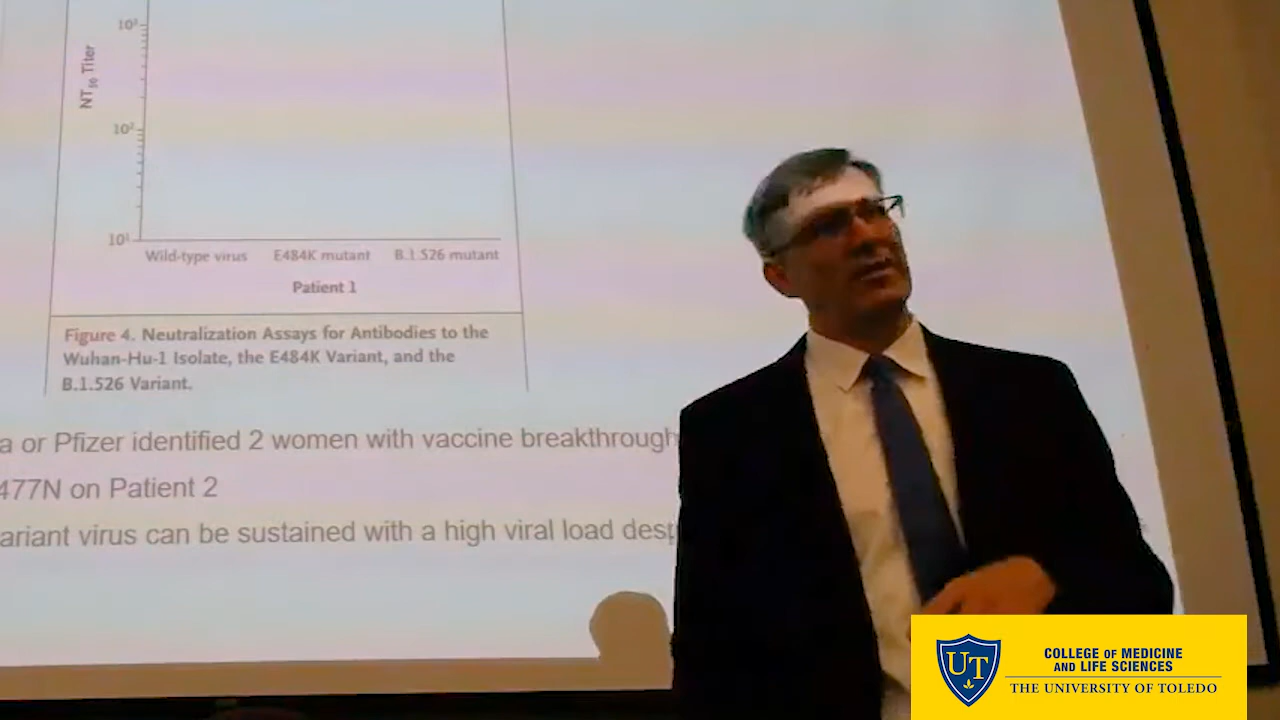 10³
NT₅₀ Titer
10²
10¹
Wild-type virus E484K mutant B.1.526 mutant
Patient 1
Figure 4. Neutralization Assays for Antibodies to the
Wuhan-Hu-1 Isolate, the E484K Variant, and the
B.1.526 Variant.
a or Pfizer identified 2 women with vaccine breakthrough
477N on Patient 2
ariant virus can be sustained with a high viral load desp
UT
COLLEGE OF MEDICINE
AND LIFE SCIENCES
THE UNIVERSITY OF TOLEDO